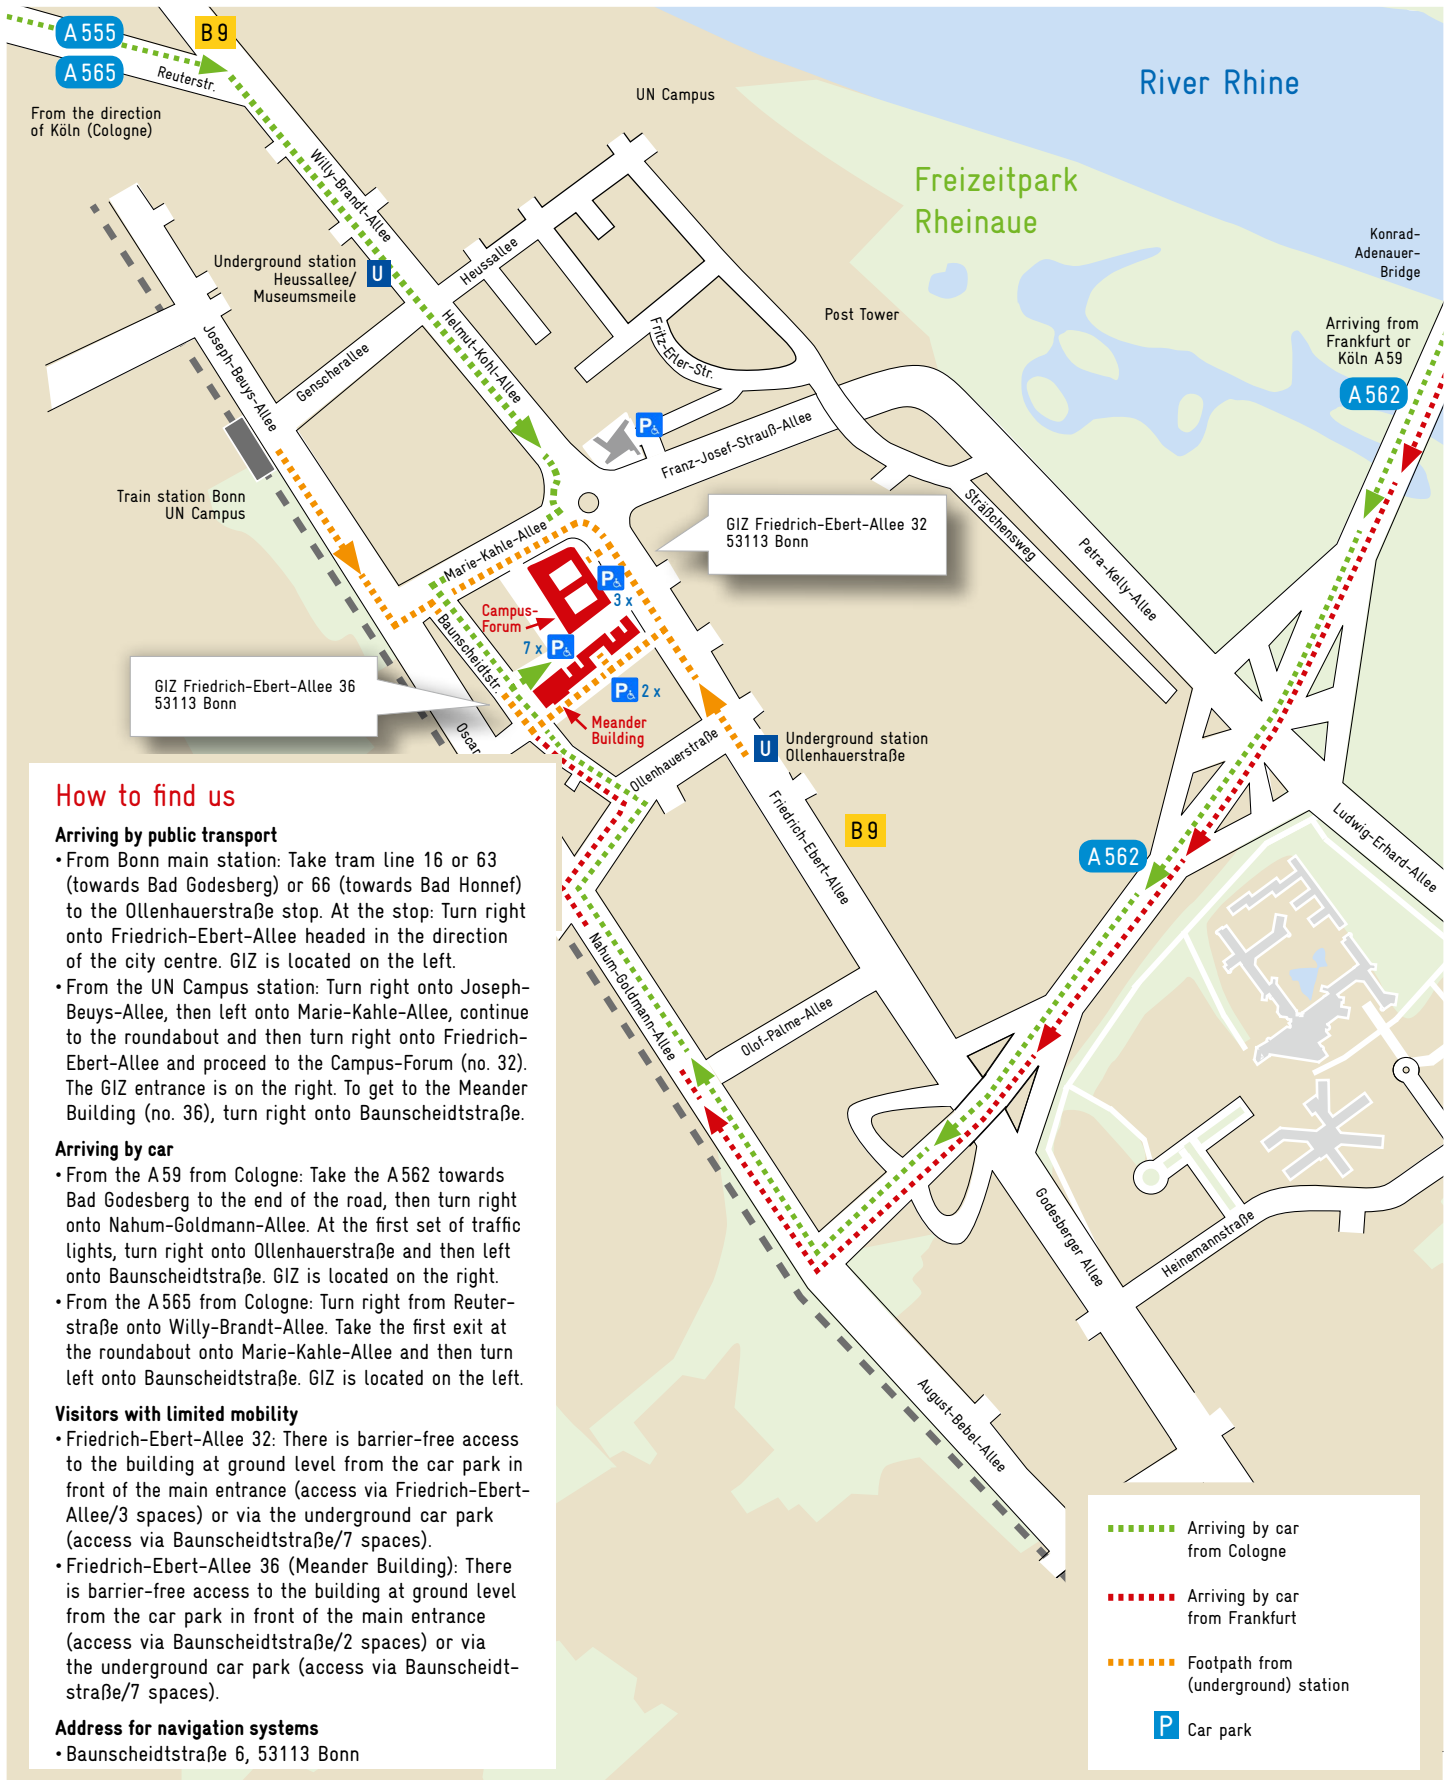 A 555
B 9
A 565
Reuterstr.
From the direction
of Köln (Cologne)
UN Campus
River Rhine
Freizeitpark
Rheinaue
Willy-Brandt-Allee
Underground station
Heussallee/
Museumsmeile
U
Heussallee
Konrad-
Adenauer-
Bridge
Post Tower
Arriving from
Frankfurt or
Köln A 59
A 562
Joseph-Beuys-Allee
Genscherallee
Helmut-Kohl-Allee
Fritz-Erler-Str.
P
Franz-Josef-Strauß-Allee
Train station Bonn
UN Campus
Marie-Kahle-Allee
GIZ Friedrich-Ebert-Allee 32
53113 Bonn
Sträßchensweg
Petra-Kelly-Allee
P
3 x
Campus-
Forum
7 x P
Baunscheidtstr.
P 2 x
GIZ Friedrich-Ebert-Allee 36
53113 Bonn
Oscar
Meander
Building
Ollenhauerstraße
U
Underground station
Ollenhauerstraße
Friedrich-Ebert-Allee
B 9
A 562
Ludwig-Erhard-Allee
Nahum-Goldmann-Allee
Olof-Palme-Allee
Godesberger Allee
Heinemannstraße
August-Bebel-Allee
How to find us
Arriving by public transport
• From Bonn main station: Take tram line 16 or 63
(towards Bad Godesberg) or 66 (towards Bad Honnef)
to the Ollenhauerstraße stop. At the stop: Turn right
onto Friedrich-Ebert-Allee headed in the direction
of the city centre. GIZ is located on the left.
• From the UN Campus station: Turn right onto Joseph-
Beuys-Allee, then left onto Marie-Kahle-Allee, continue
to the roundabout and then turn right onto Friedrich-
Ebert-Allee and proceed to the Campus-Forum (no. 32).
The GIZ entrance is on the right. To get to the Meander
Building (no. 36), turn right onto Baunscheidtstraße.
Arriving by car
• From the A 59 from Cologne: Take the A 562 towards
Bad Godesberg to the end of the road, then turn right
onto Nahum-Goldmann-Allee. At the first set of traffic
lights, turn right onto Ollenhauerstraße and then left
onto Baunscheidtstraße. GIZ is located on the right.
• From the A 565 from Cologne: Turn right from Reuter-
straße onto Willy-Brandt-Allee. Take the first exit at
the roundabout onto Marie-Kahle-Allee and then turn
left onto Baunscheidtstraße. GIZ is located on the left.
Visitors with limited mobility
• Friedrich-Ebert-Allee 32: There is barrier-free access
to the building at ground level from the car park in
front of the main entrance (access via Friedrich-Ebert-
Allee/3 spaces) or via the underground car park
(access via Baunscheidtstraße/7 spaces).
• Friedrich-Ebert-Allee 36 (Meander Building): There
is barrier-free access to the building at ground level
from the car park in front of the main entrance
(access via Baunscheidtstraße/2 spaces) or via
the underground car park (access via Baunscheidt-
straße/7 spaces).
Address for navigation systems
• Baunscheidtstraße 6, 53113 Bonn
Arriving by car
from Cologne
Arriving by car
from Frankfurt
Footpath from
(underground) station
P Car park